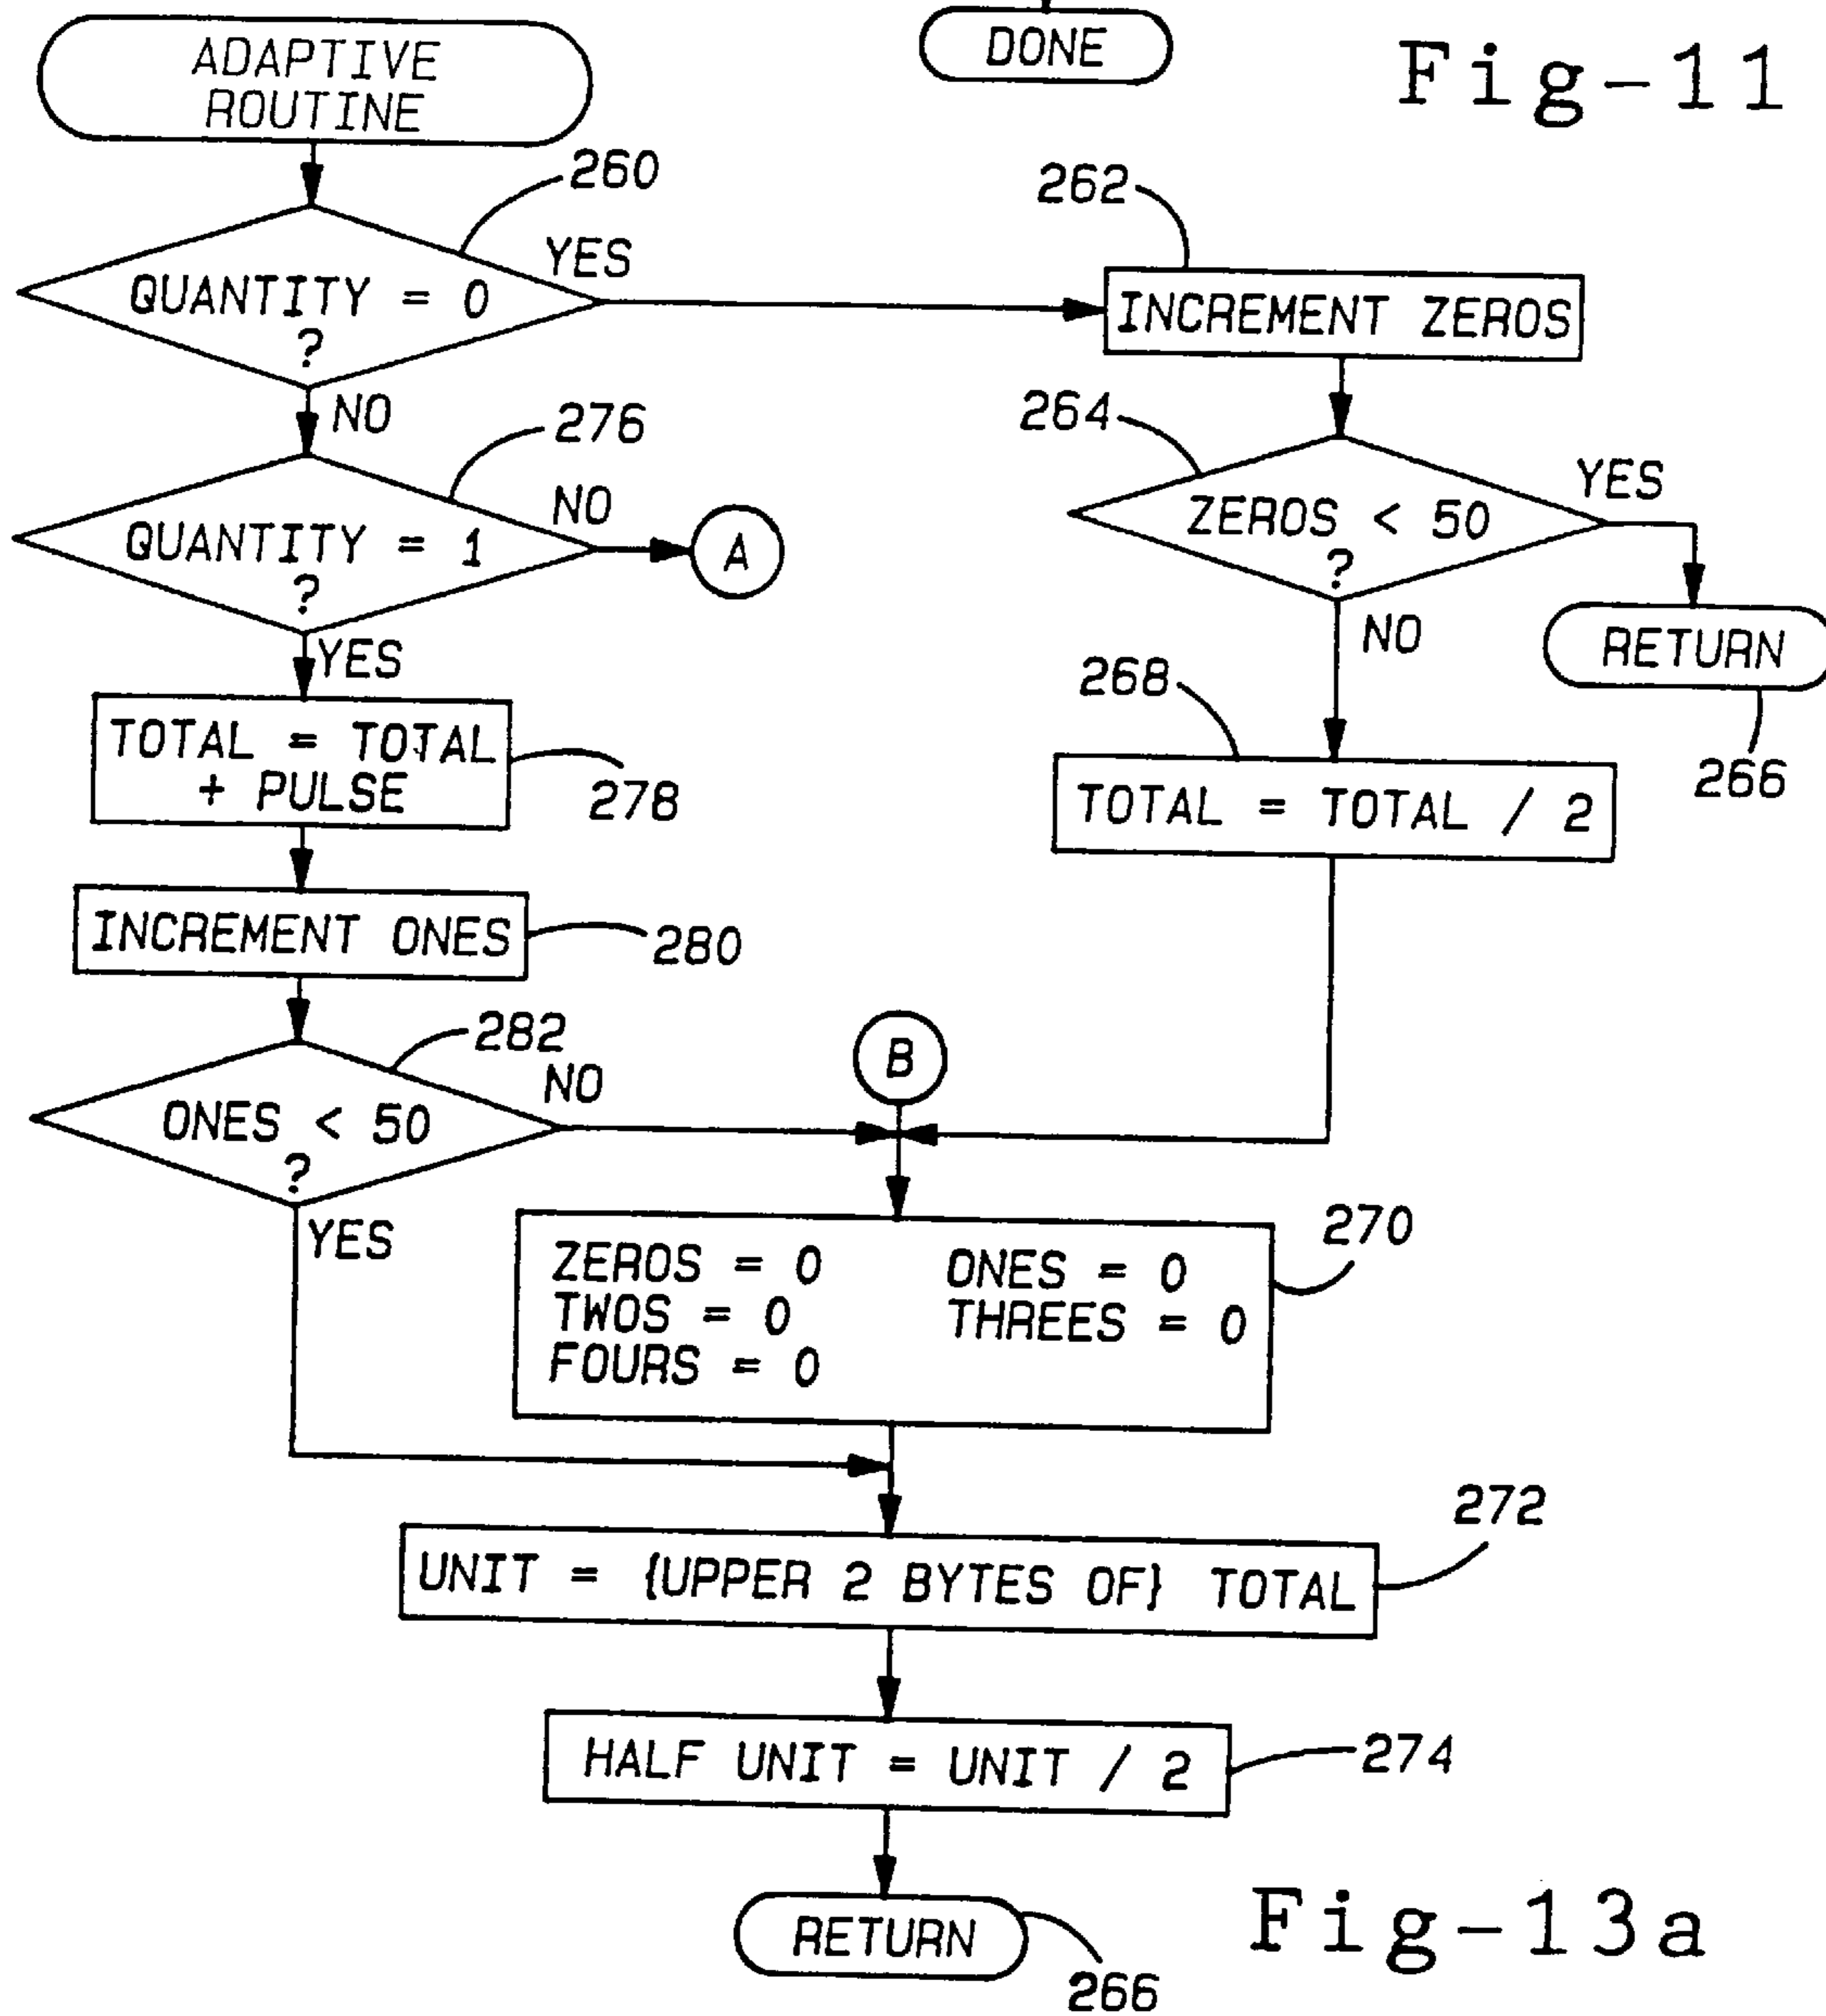 DONE
Fig-11
ADAPTIVE
ROUTINE
260
QUANTITY = 0
?
YES
NO
262
INCREMENT ZEROS
264
ZEROS < 50
?
YES
NO
RETURN
266
268
TOTAL = TOTAL / 2
276
QUANTITY = 1
?
NO
A
YES
TOTAL = TOTAL
+ PULSE
278
INCREMENT ONES
280
282
ONES < 50
?
NO
YES
B
270
ZEROS = 0 ONES = 0
TWOS = 0 THREES = 0
FOURS = 0
272
UNIT = {UPPER 2 BYTES OF} TOTAL
HALF UNIT = UNIT / 2
274
RETURN
266
Fig-13a